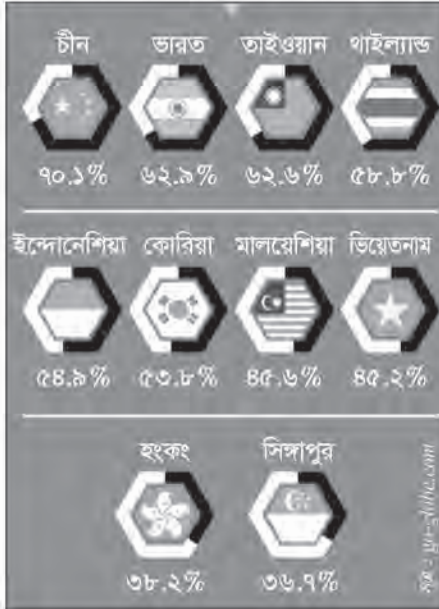 চীন ভারত তাইওয়ান থাইল্যান্ড
৭০.১% ৬২.৯% ৬২.৬% ৫৮.৮%
ইন্দোনেশিয়া কোরিয়া মালয়েশিয়া ভিয়েতনাম
৫৪.৯% ৫৩.৮% ৪৫.৬% ৪৫.২%
হংকং সিঙ্গাপুর
৩৮.২% ৩৬.৭%